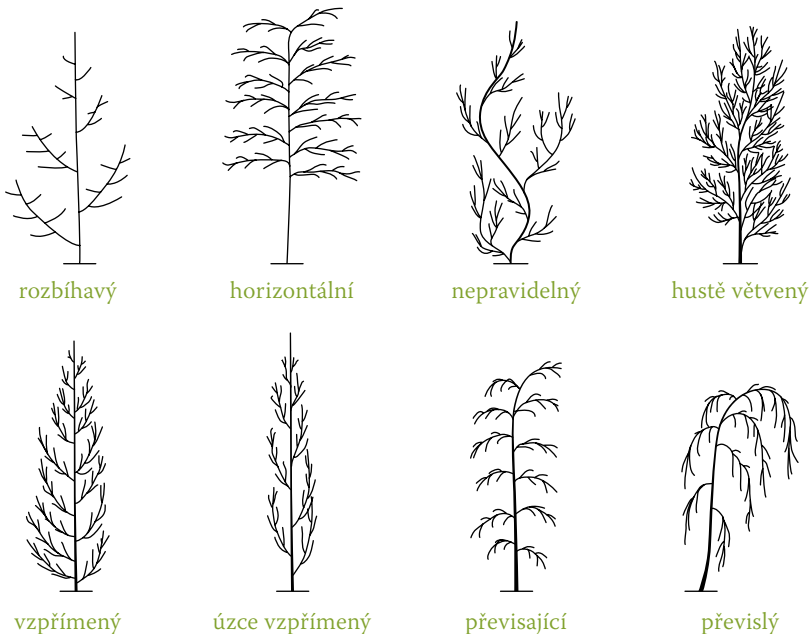 rozbíhavý
horizontální
nepravidelný
hustě větvený
vzpřímený
úzce vzpřímený
převisající
převislý